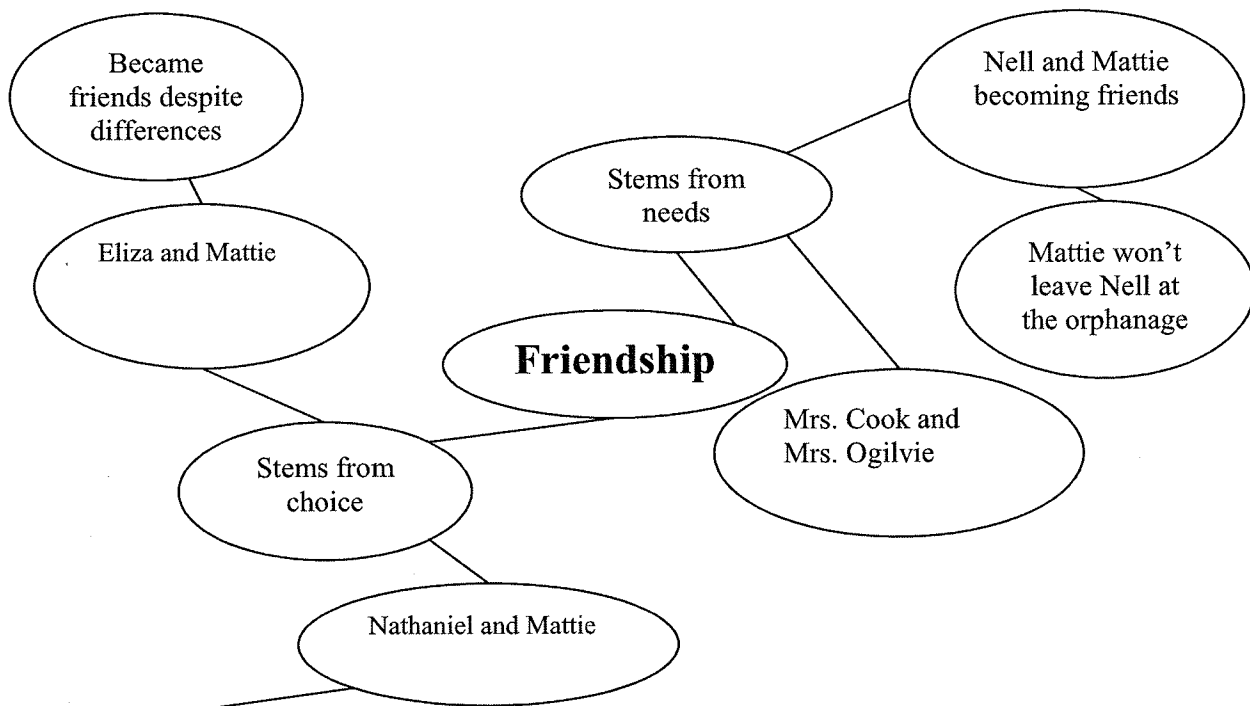 Became
friends despite
differences
Nell and Mattie
becoming friends
Stems from
needs
Eliza and Mattie
Mattie won't
leave Nell at
the orphanage
Friendship
Mrs. Cook and
Mrs. Ogilvie
Stems from
choice
Nathaniel and Mattie